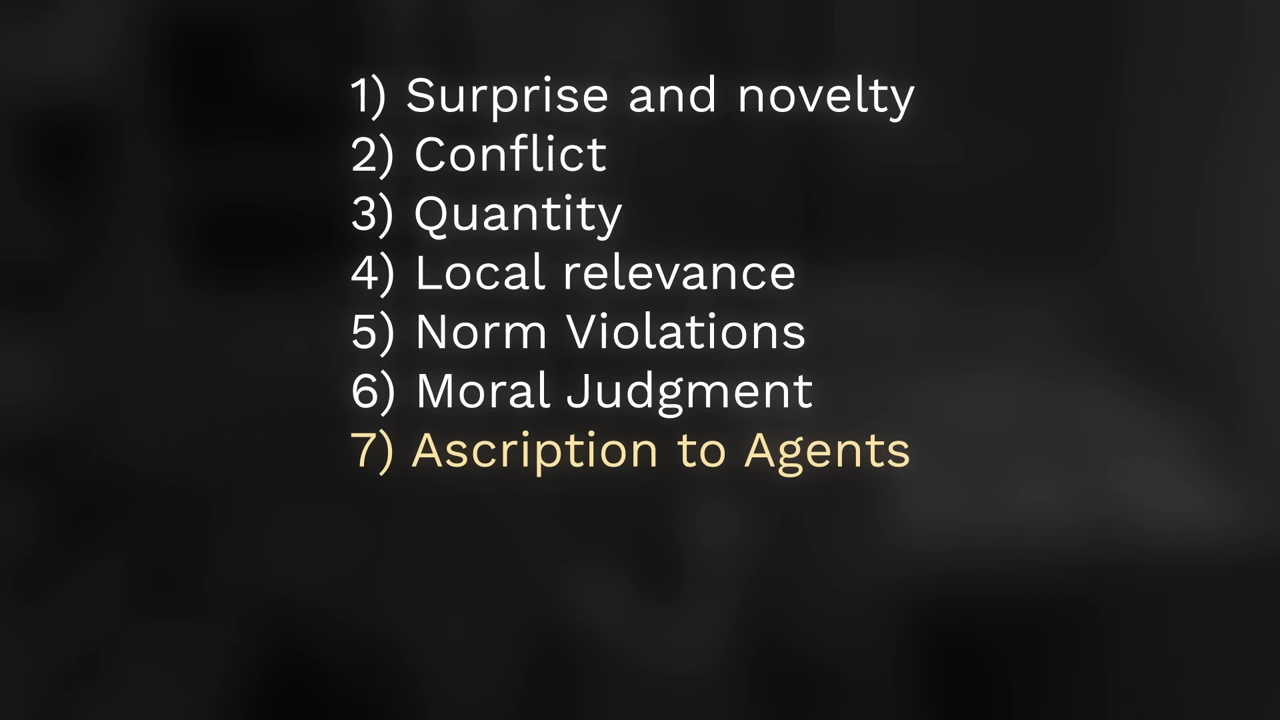 1) Surprise and novelty
2) Conflict
3) Quantity
4) Local relevance
5) Norm Violations
6) Moral Judgment
7) Ascription to Agents